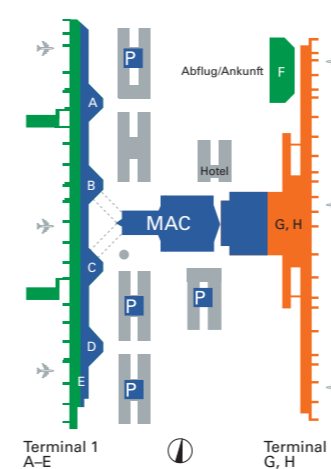 P
Abflug/Ankunft
F
A
Hotel
B
MAC
G, H
C
P
P
D
E
P
Terminal 1
A–E
Terminal
G, H